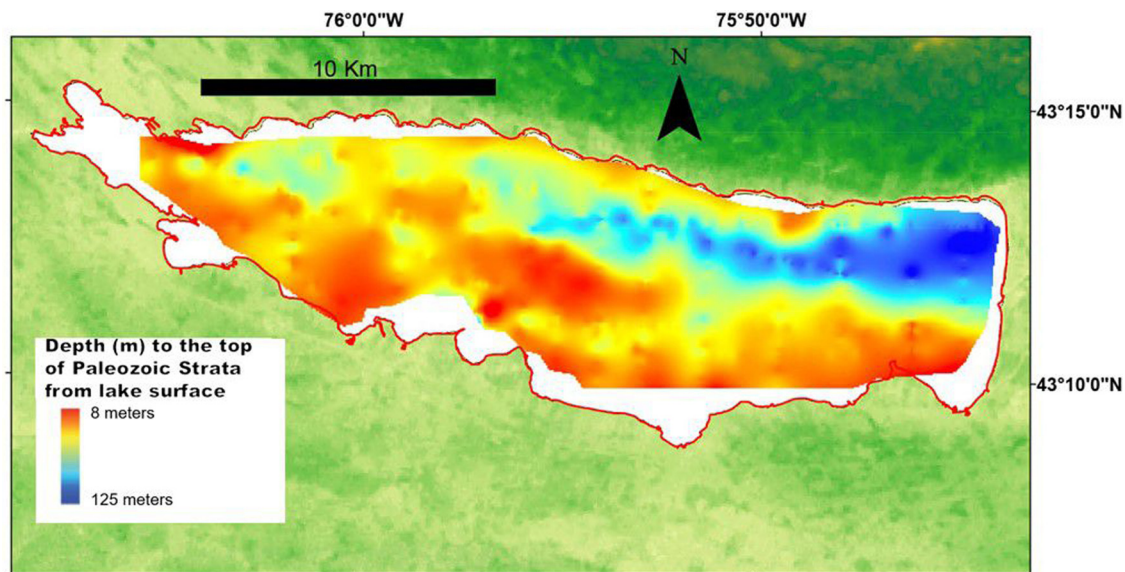 76°0'0"W
75°50'0"W
10 Km
N
43°15'0"N
43°10'0"N
Depth (m) to the top
of Paleozoic Strata
from lake surface
8 meters
125 meters